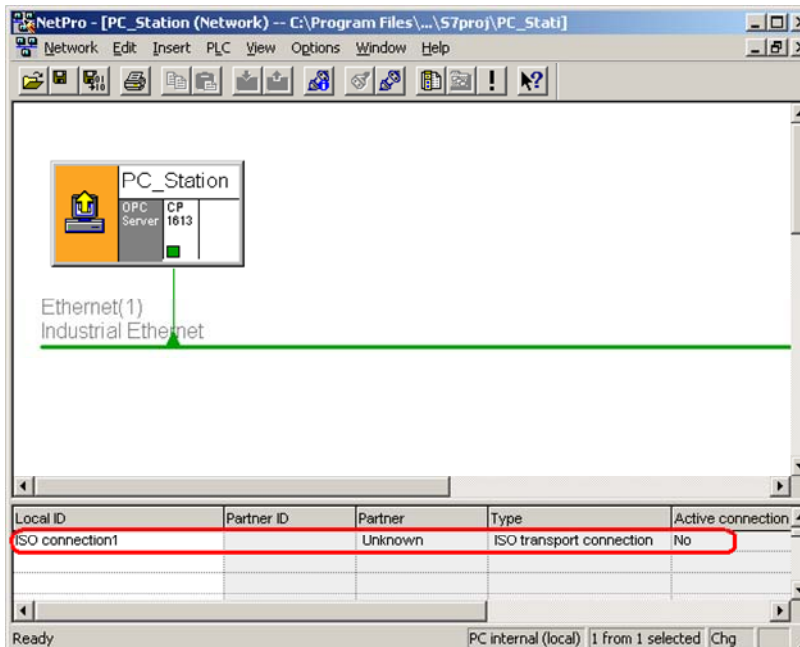 NetPro - [PC_Station (Network) -- C:\Program Files\...\S7proj\PC_Stati]
Network Edit Insert PLC View Options Window Help
PC_Station
OPC Server
CP 1613
Ethernet(1)
Industrial Ethernet
Local ID Partner ID Partner Type Active connection
ISO connection1 Unknown ISO transport connection No
Ready PC internal (local) 1 from 1 selected Chg